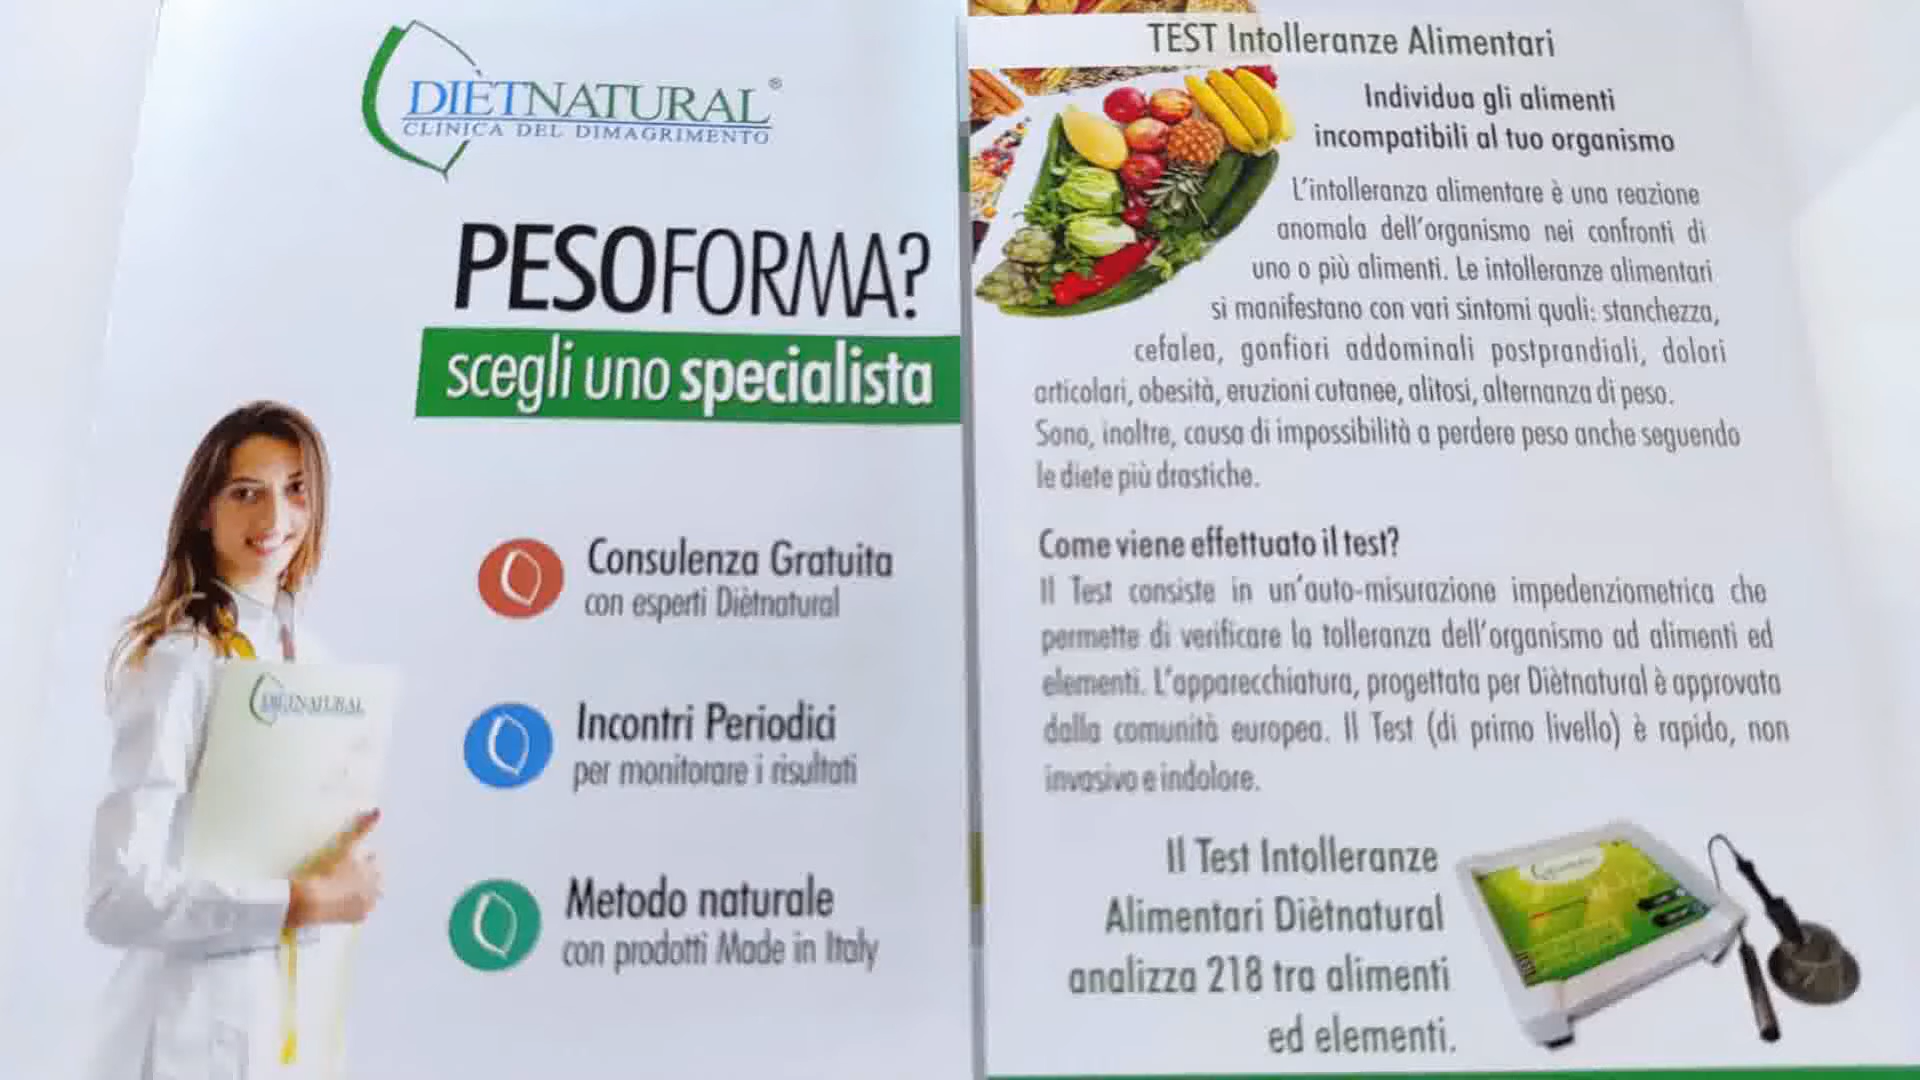 DIÈTNATURAL®
CLINICA DEL DIMAGRIMENTO
PESOFORMA?
scegli uno specialista
DIÈTNATURAL
Consulenza Gratuita
con esperti Diètnatural
Incontri Periodici
per monitorare i risultati
Metodo naturale
con prodotti Made in Italy
TEST Intolleranze Alimentari
Individua gli alimenti
incompatibili al tuo organismo
L'intolleranza alimentare è una reazione
anomala dell'organismo nei confronti di
uno o più alimenti. Le intolleranze alimentari
si manifestano con vari sintomi quali: stanchezza,
cefalea, gonfiori addominali postprandiali, dolori
articolari, obesità, eruzioni cutanee, alitosi, alternanza di peso.
Sono, inoltre, causa di impossibilità a perdere peso anche seguendo
le diete più drastiche.
Come viene effettuato il test?
Il Test consiste in un'auto-misurazione impedenziometrica che
permette di verificare la tolleranza dell'organismo ad alimenti ed
elementi. L'apparecchiatura, progettata per Diètnatural è approvata
dalla comunità europea. Il Test (di primo livello) è rapido, non
invasivo e indolore.
Il Test Intolleranze
Alimentari Diètnatural
analizza 218 tra alimenti
ed elementi.